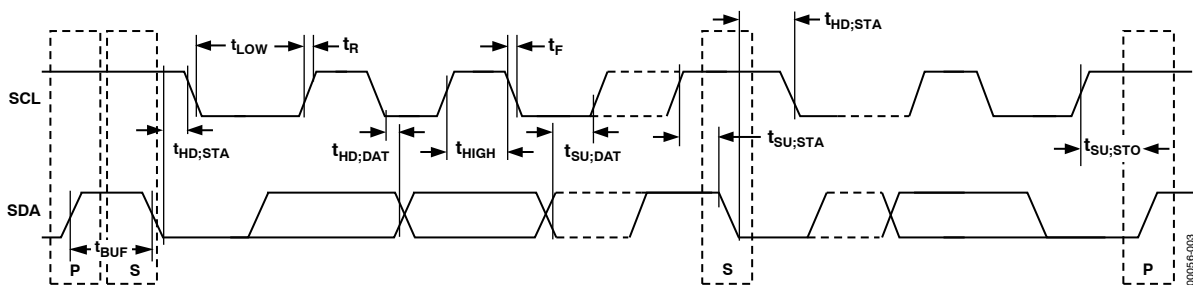 tHD;STA
tLOW
tR
tF
SCL
tHD;STA
tHD;DAT
tHIGH
tSU;DAT
tSU;STA
tSU;STO
SDA
tBUF
P
S
S
P
00056-003